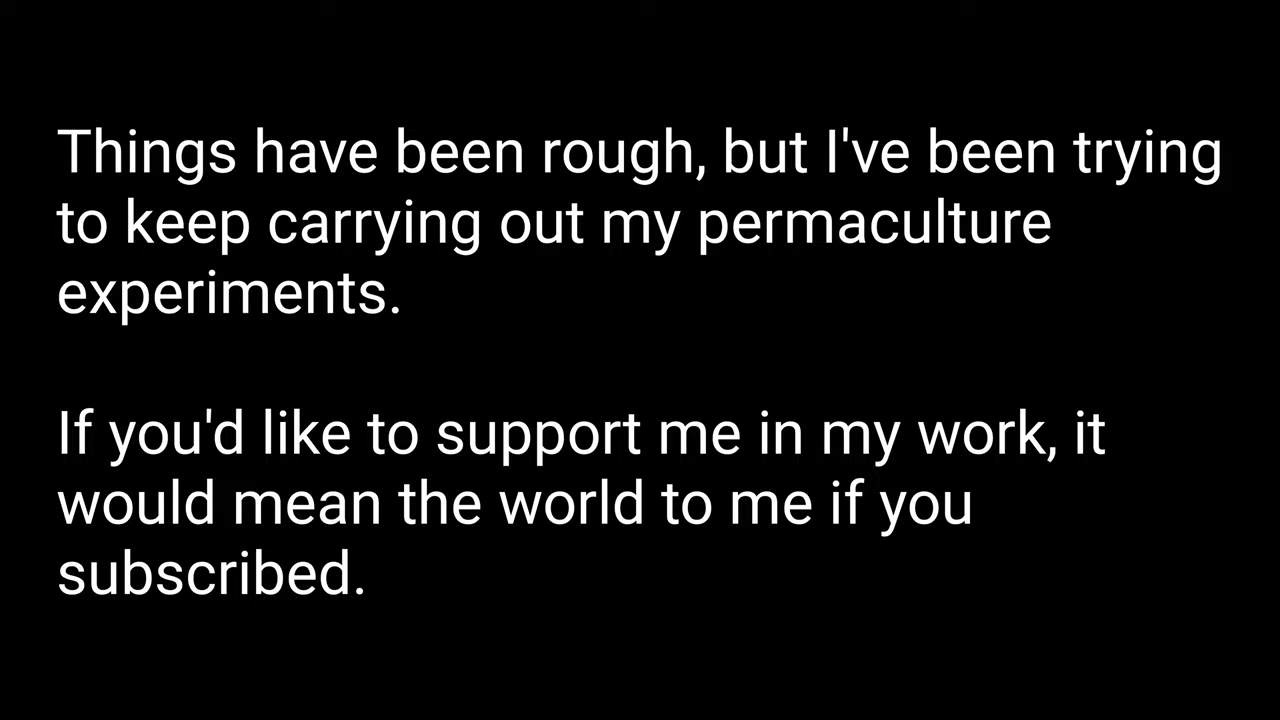 Things have been rough, but I've been trying
to keep carrying out my permaculture
experiments.
If you'd like to support me in my work, it
would mean the world to me if you
subscribed.